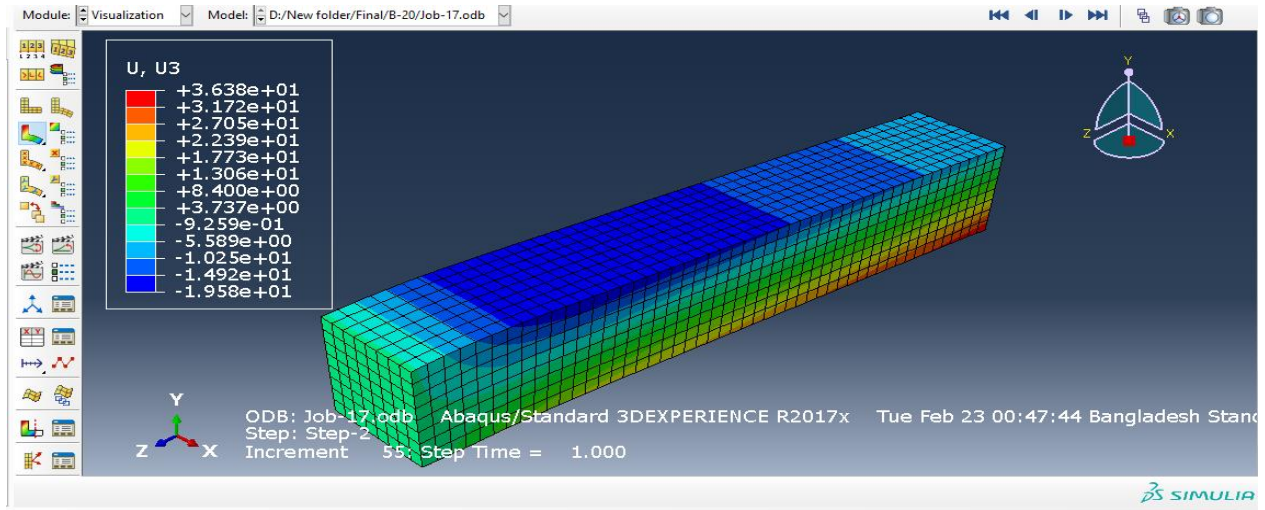 Module: Visualization Model: D:/New folder/Final/B-20/Job-17.odb
U, U3
+3.638e+01
+3.172e+01
+2.705e+01
+2.239e+01
+1.773e+01
+1.306e+01
+8.400e+00
+3.737e+00
-9.259e-01
-5.589e+00
-1.025e+01
-1.492e+01
-1.958e+01
Y
Z X
Y
Z X
ODB: Job-17.odb Abaqus/Standard 3DEXPERIENCE R2017x Tue Feb 23 00:47:44 Bangladesh Stan
Step: Step-2
Increment 55: Step Time = 1.000
SIMULIA